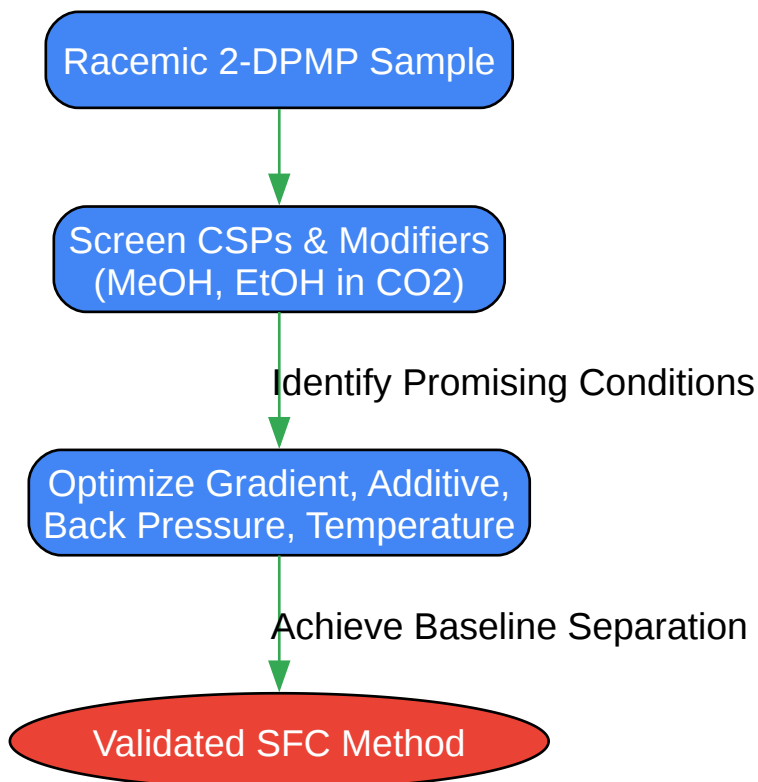 Racemic 2-DPMP Sample
Screen CSPs & Modifiers
(MeOH, EtOH in CO2)
Identify Promising Conditions
Optimize Gradient, Additive,
Back Pressure, Temperature
Achieve Baseline Separation
Validated SFC Method